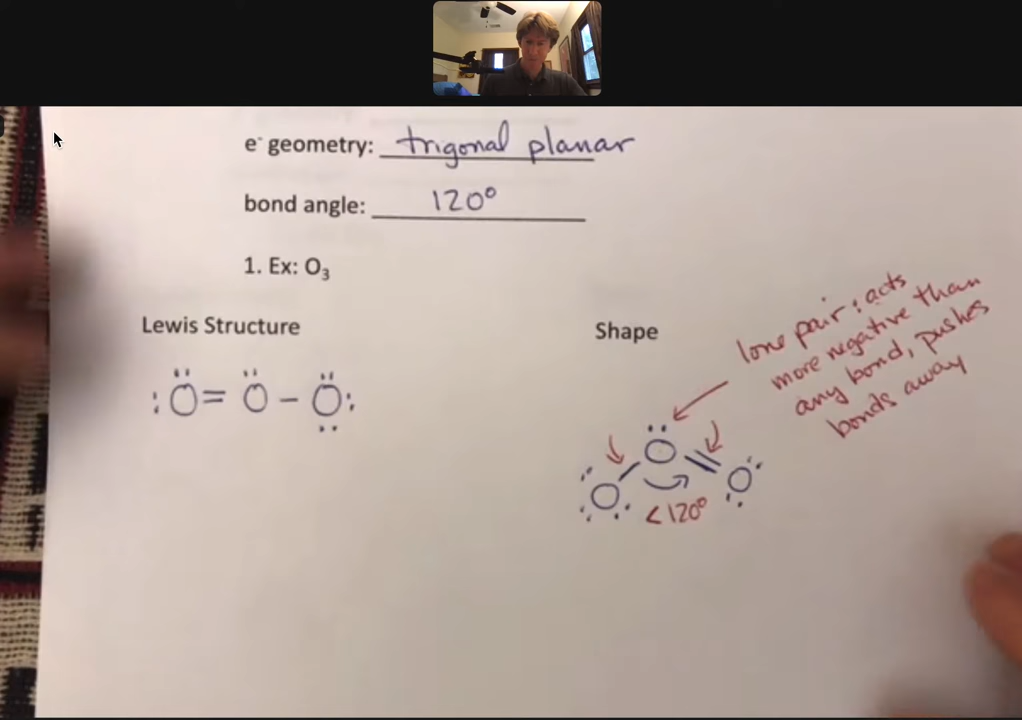 e⁻ geometry: trigonal planar
bond angle: 120°
1. Ex: O₃
Lewis Structure
Shape
:Ö=Ö-Ö:
lone pair: acts
more negative than
any bond, pushes
bonds away
O
O
O
<120°